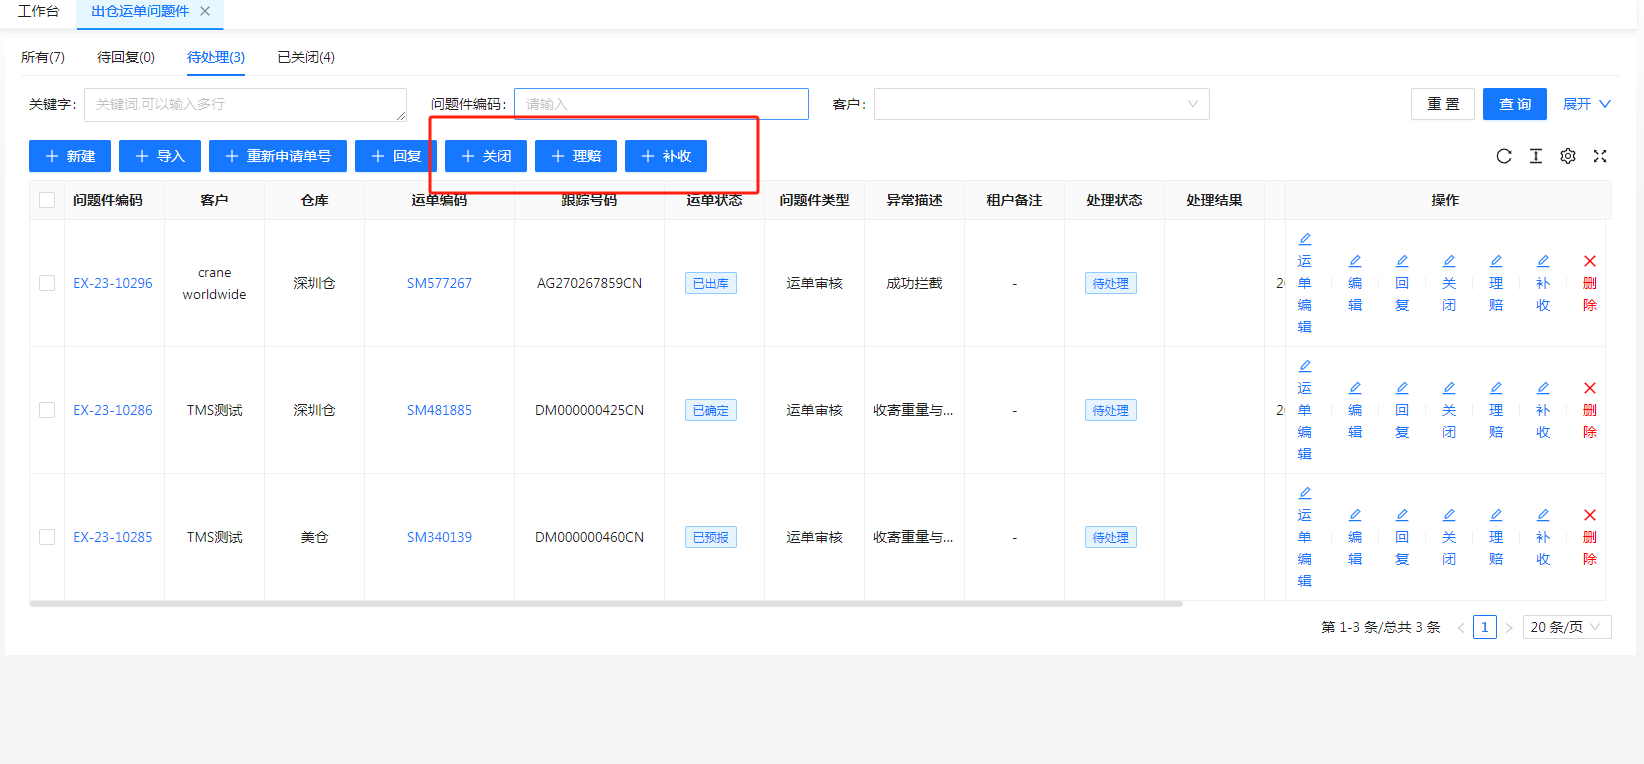 工作台 出仓运单问题件
所有(7) 待回复(0) 待处理(3) 已关闭(4)
关键字: 关键词,可以输入多行 问题件编码: 请输入 客户: 重 置 查 询 展开
新建 导入 重新申请单号 回复 关闭 理赔 补收
问题件编码 客户 仓库 运单编码 跟踪号码 运单状态 问题件类型 异常描述 租户备注 处理状态 处理结果 操作
EX-23-10296 crane worldwide 深圳仓 SM577267 AG270267859CN 已出库 运单审核 成功拦截 - 待处理 运单编辑 编辑 回复 关闭 理赔 补收 删除
EX-23-10286 TMS测试 深圳仓 SM481885 DM000000425CN 已确定 运单审核 收寄重量与... - 待处理 运单编辑 编辑 回复 关闭 理赔 补收 删除
EX-23-10285 TMS测试 美仓 SM340139 DM000000460CN 已预报 运单审核 收寄重量与... - 待处理 运单编辑 编辑 回复 关闭 理赔 补收 删除
第 1-3 条/总共 3 条 < 1 > 20 条/页